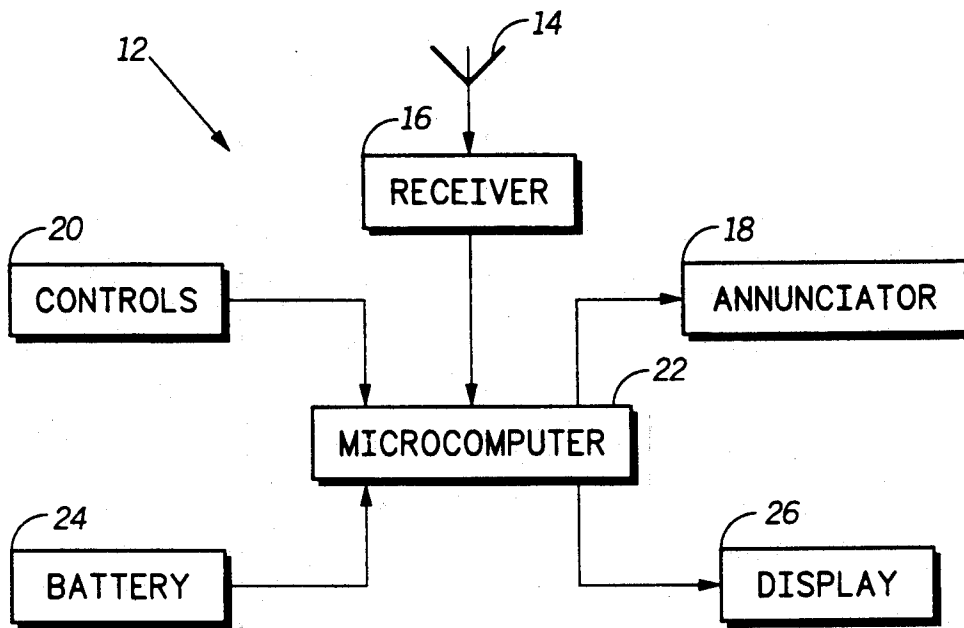 14
12
16
RECEIVER
20
CONTROLS
18
ANNUNCIATOR
22
MICROCOMPUTER
24
BATTERY
26
DISPLAY